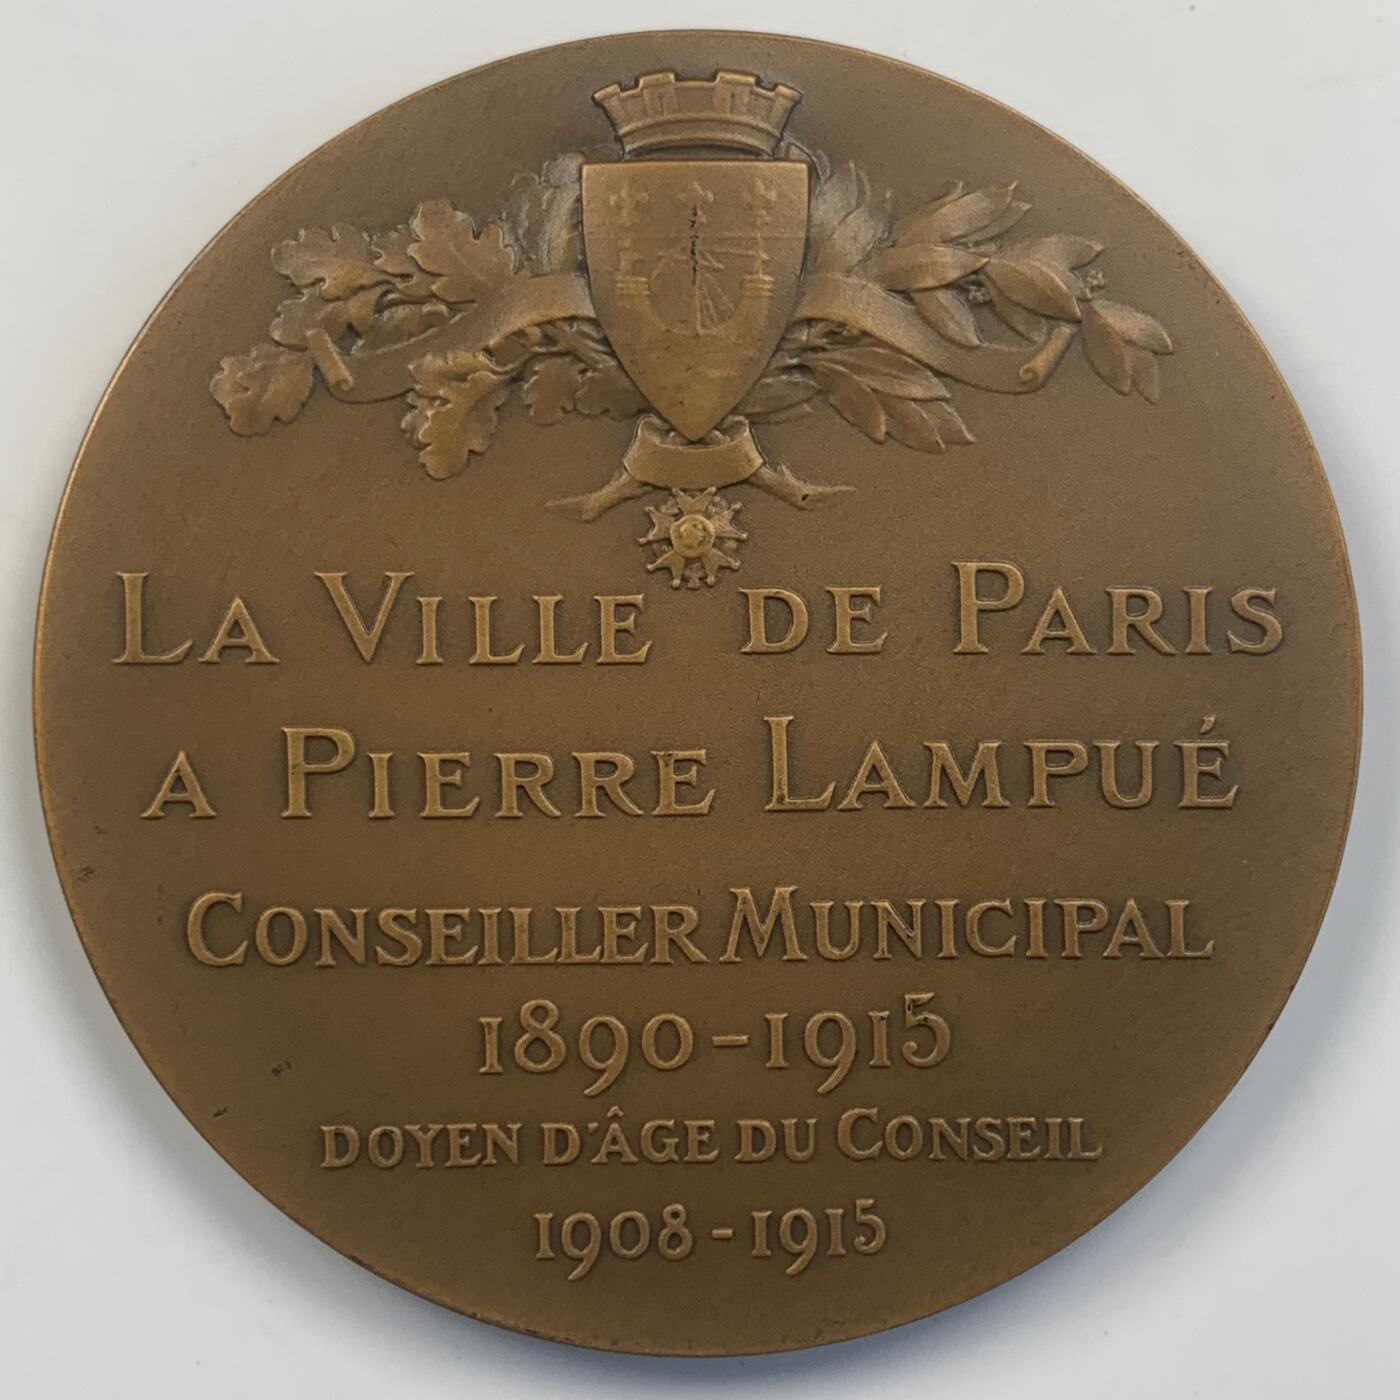 LA VILLE DE PARIS
A PIERRE LAMPUÉ
CONSEILLER MUNICIPAL
1890-1915
DOYEN D'ÂGE DU CONSEIL
1908-1915